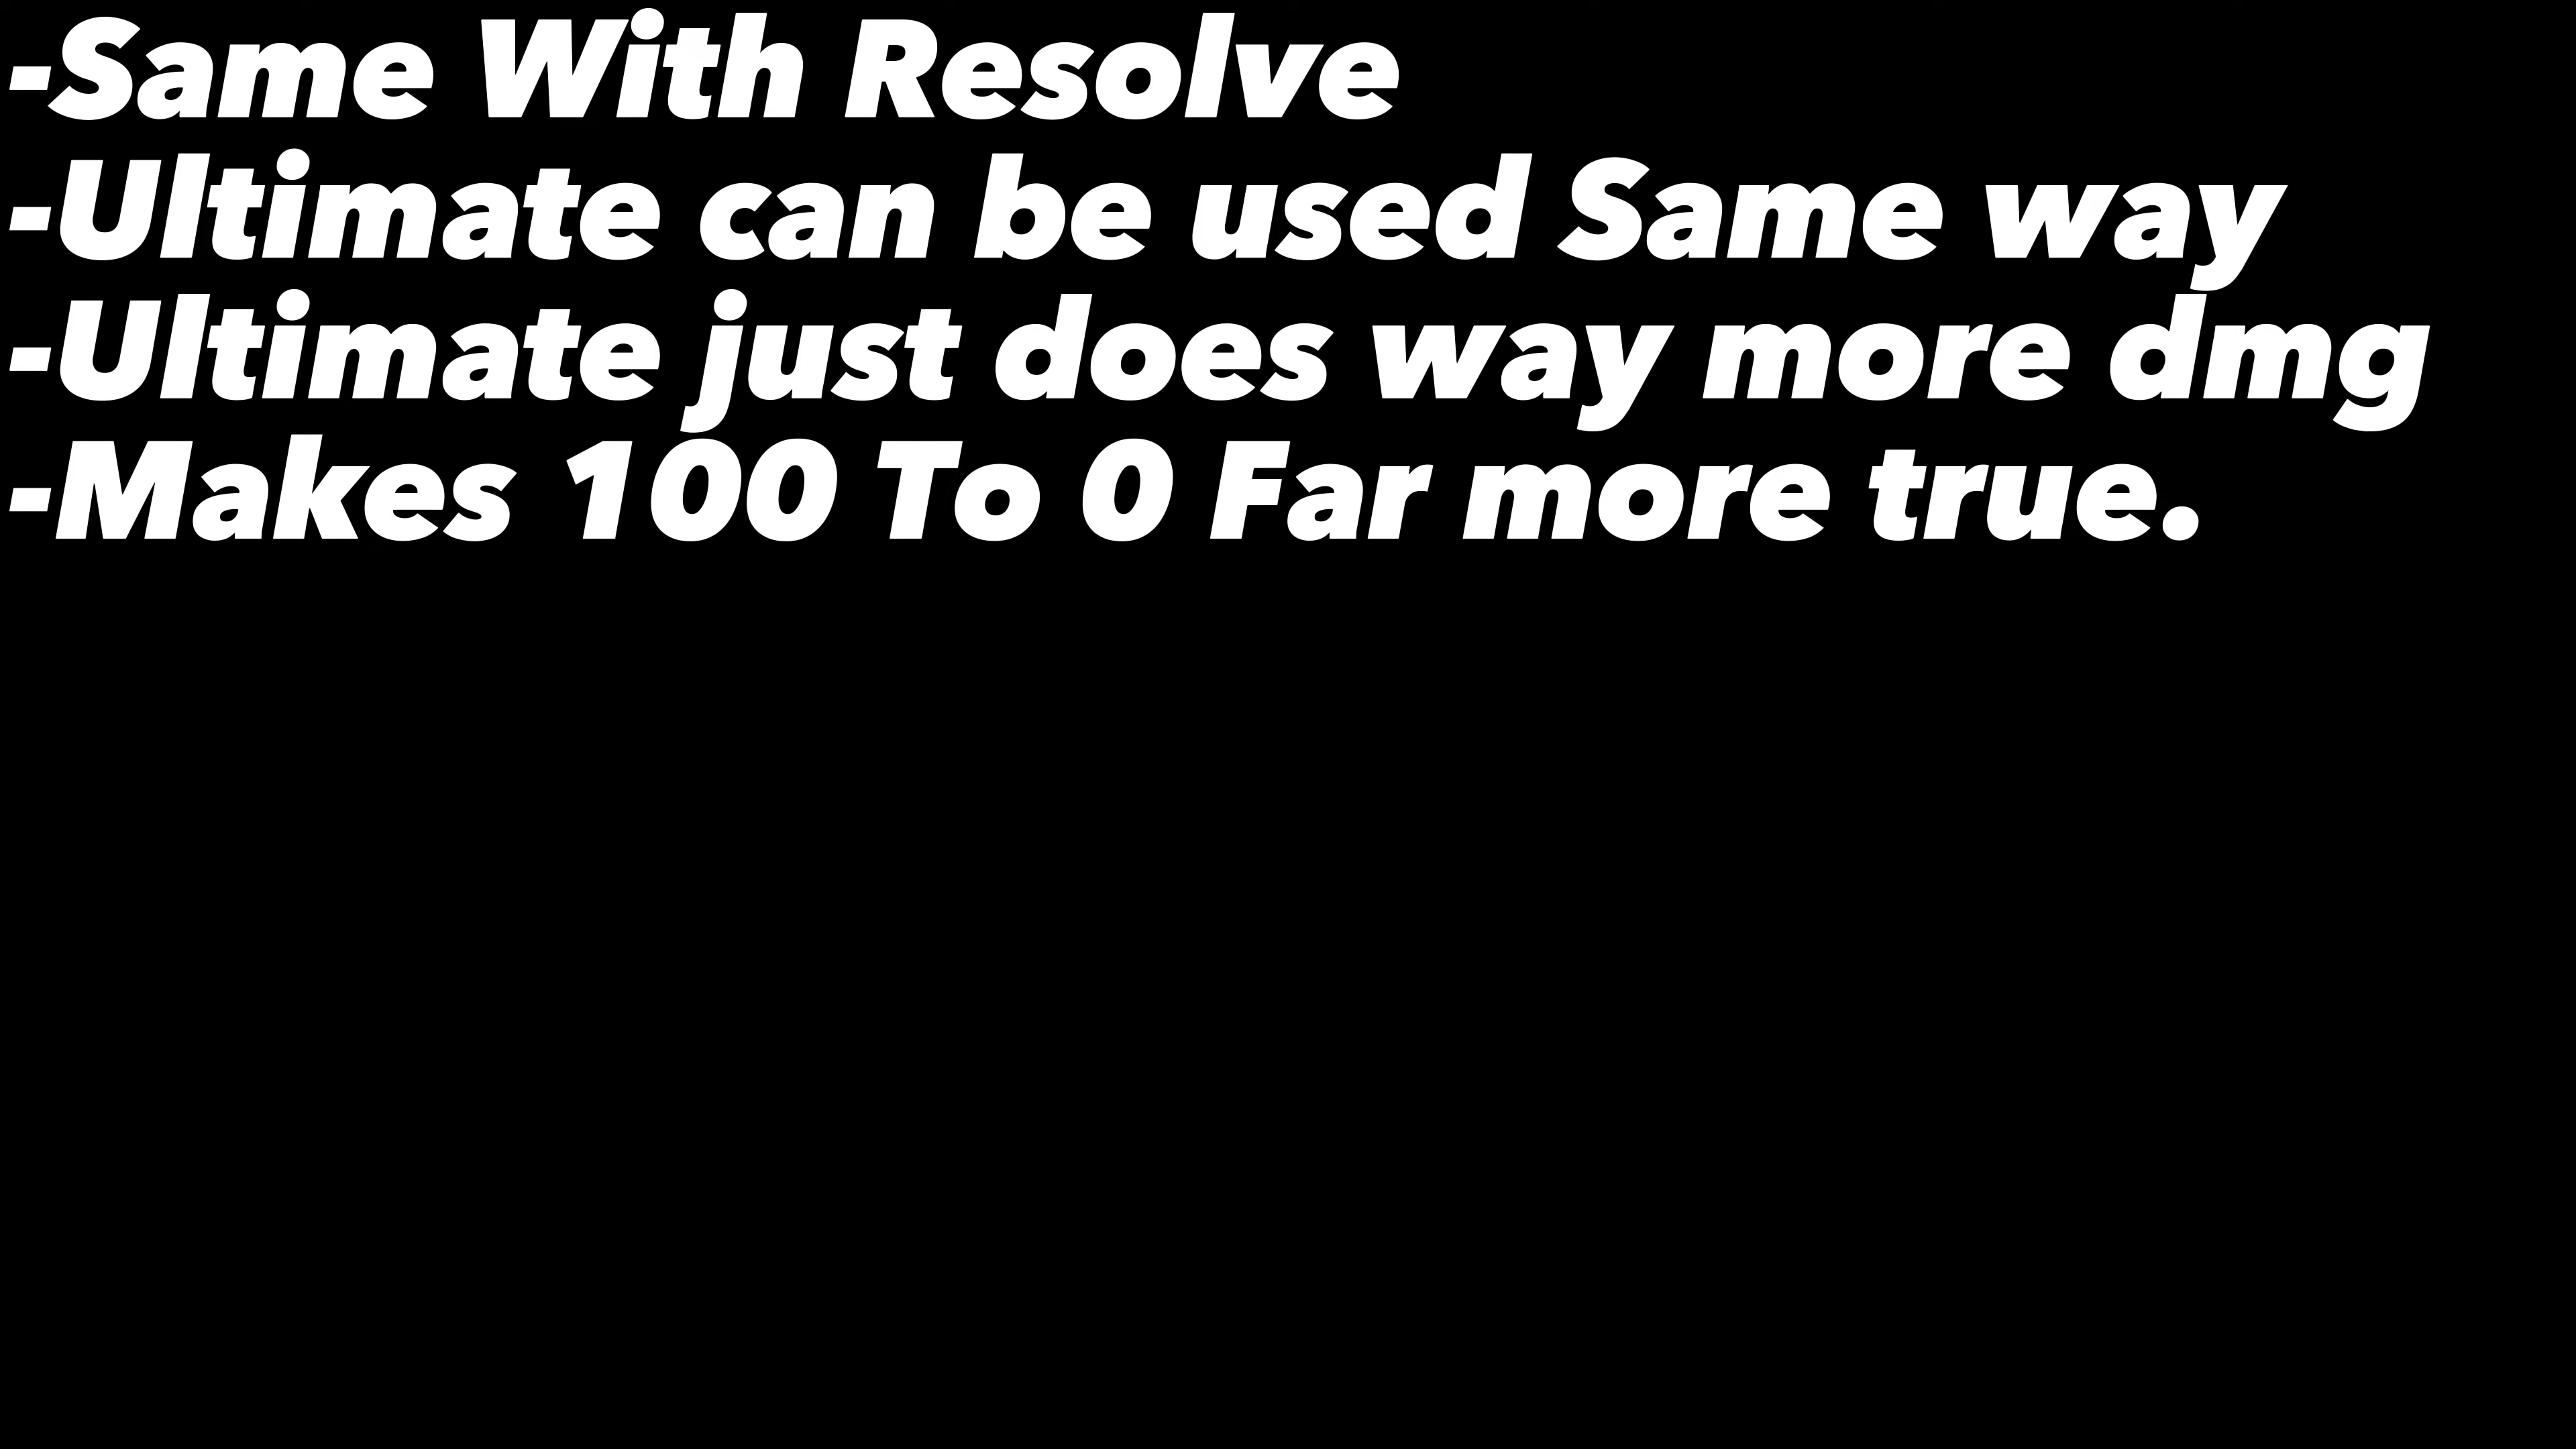 -Same With Resolve
-Ultimate can be used Same way
-Ultimate just does way more dmg
-Makes 100 To 0 Far more true.